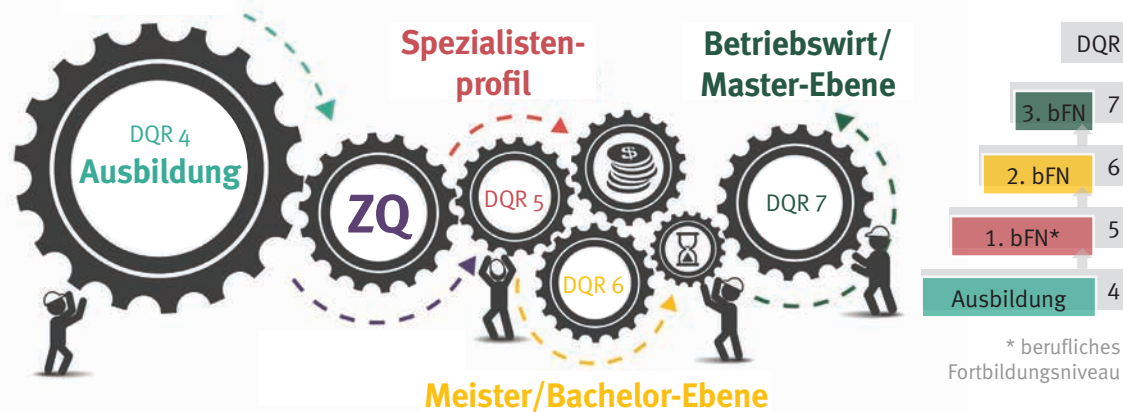 DQR 4
Ausbildung
ZQ
Spezialisten-
profil
DQR 5
$
DQR 6
Meister/Bachelor-Ebene
Betriebswirt/
Master-Ebene
DQR 7
DQR
3. bFN 7
2. bFN 6
1. bFN* 5
Ausbildung 4
* berufliches
Fortbildungsniveau